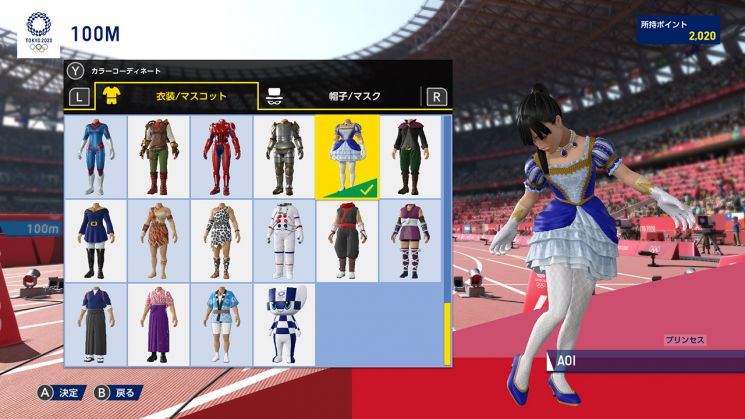 TOKYO 2020
100M
所持ポイント
2,020
Y カラーコーディネート
L 衣装/マスコット 帽子/マスク R
100m
プリンセス
AOI
A 決定 B 戻る